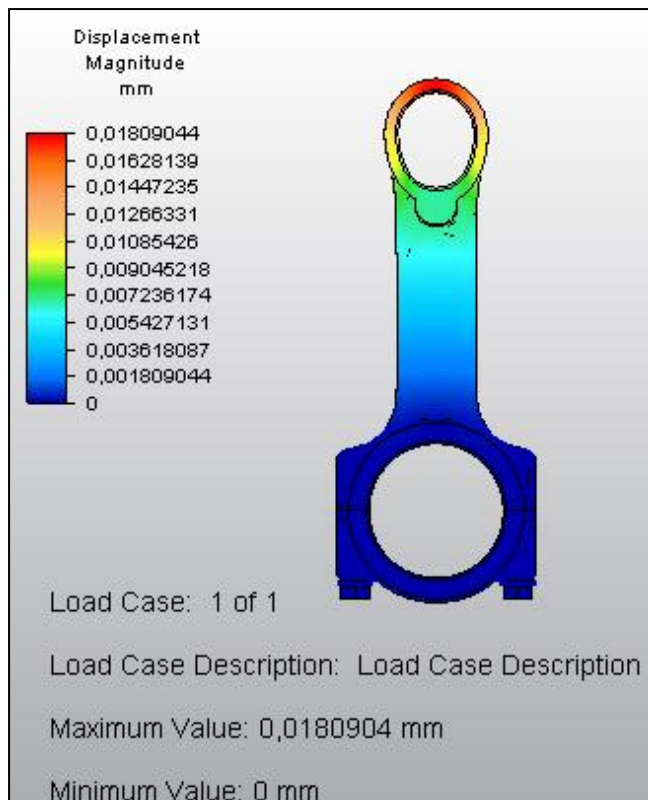 Displacement
Magnitude
mm
0,01809044
0,01628139
0,01447235
0,01266331
0,01085426
0,009045218
0,007236174
0,005427131
0,003618087
0,001809044
0
Load Case: 1 of 1
Load Case Description: Load Case Description
Maximum Value: 0,0180904 mm
Minimum Value: 0 mm